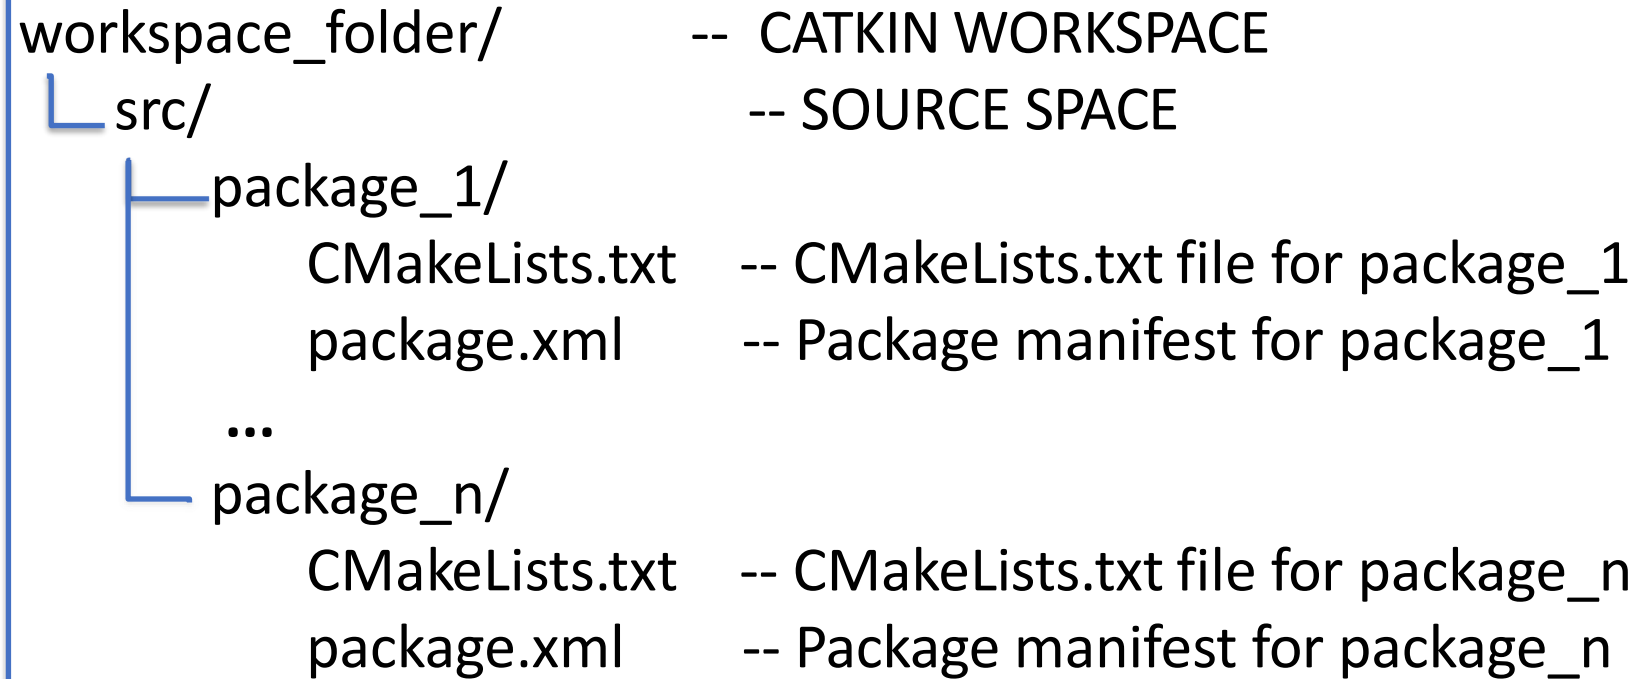 workspace_folder/ -- CATKIN WORKSPACE
src/ -- SOURCE SPACE
package_1/
CMakeLists.txt -- CMakeLists.txt file for package_1
package.xml -- Package manifest for package_1
...
package_n/
CMakeLists.txt -- CMakeLists.txt file for package_n
package.xml -- Package manifest for package_n